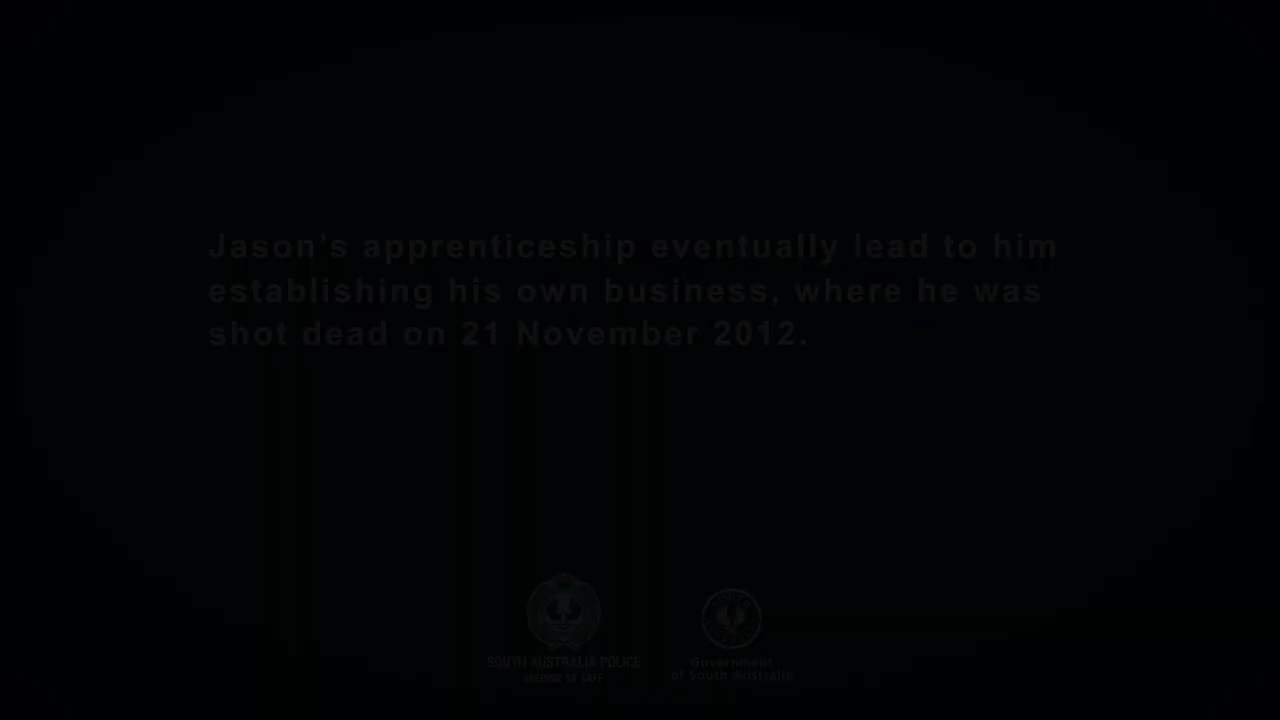 Jason's apprenticeship eventually lead to him
establishing his own business, where he was
shot dead on 21 November 2012.
SOUTH AUSTRALIA POLICE
Government
of South Australia